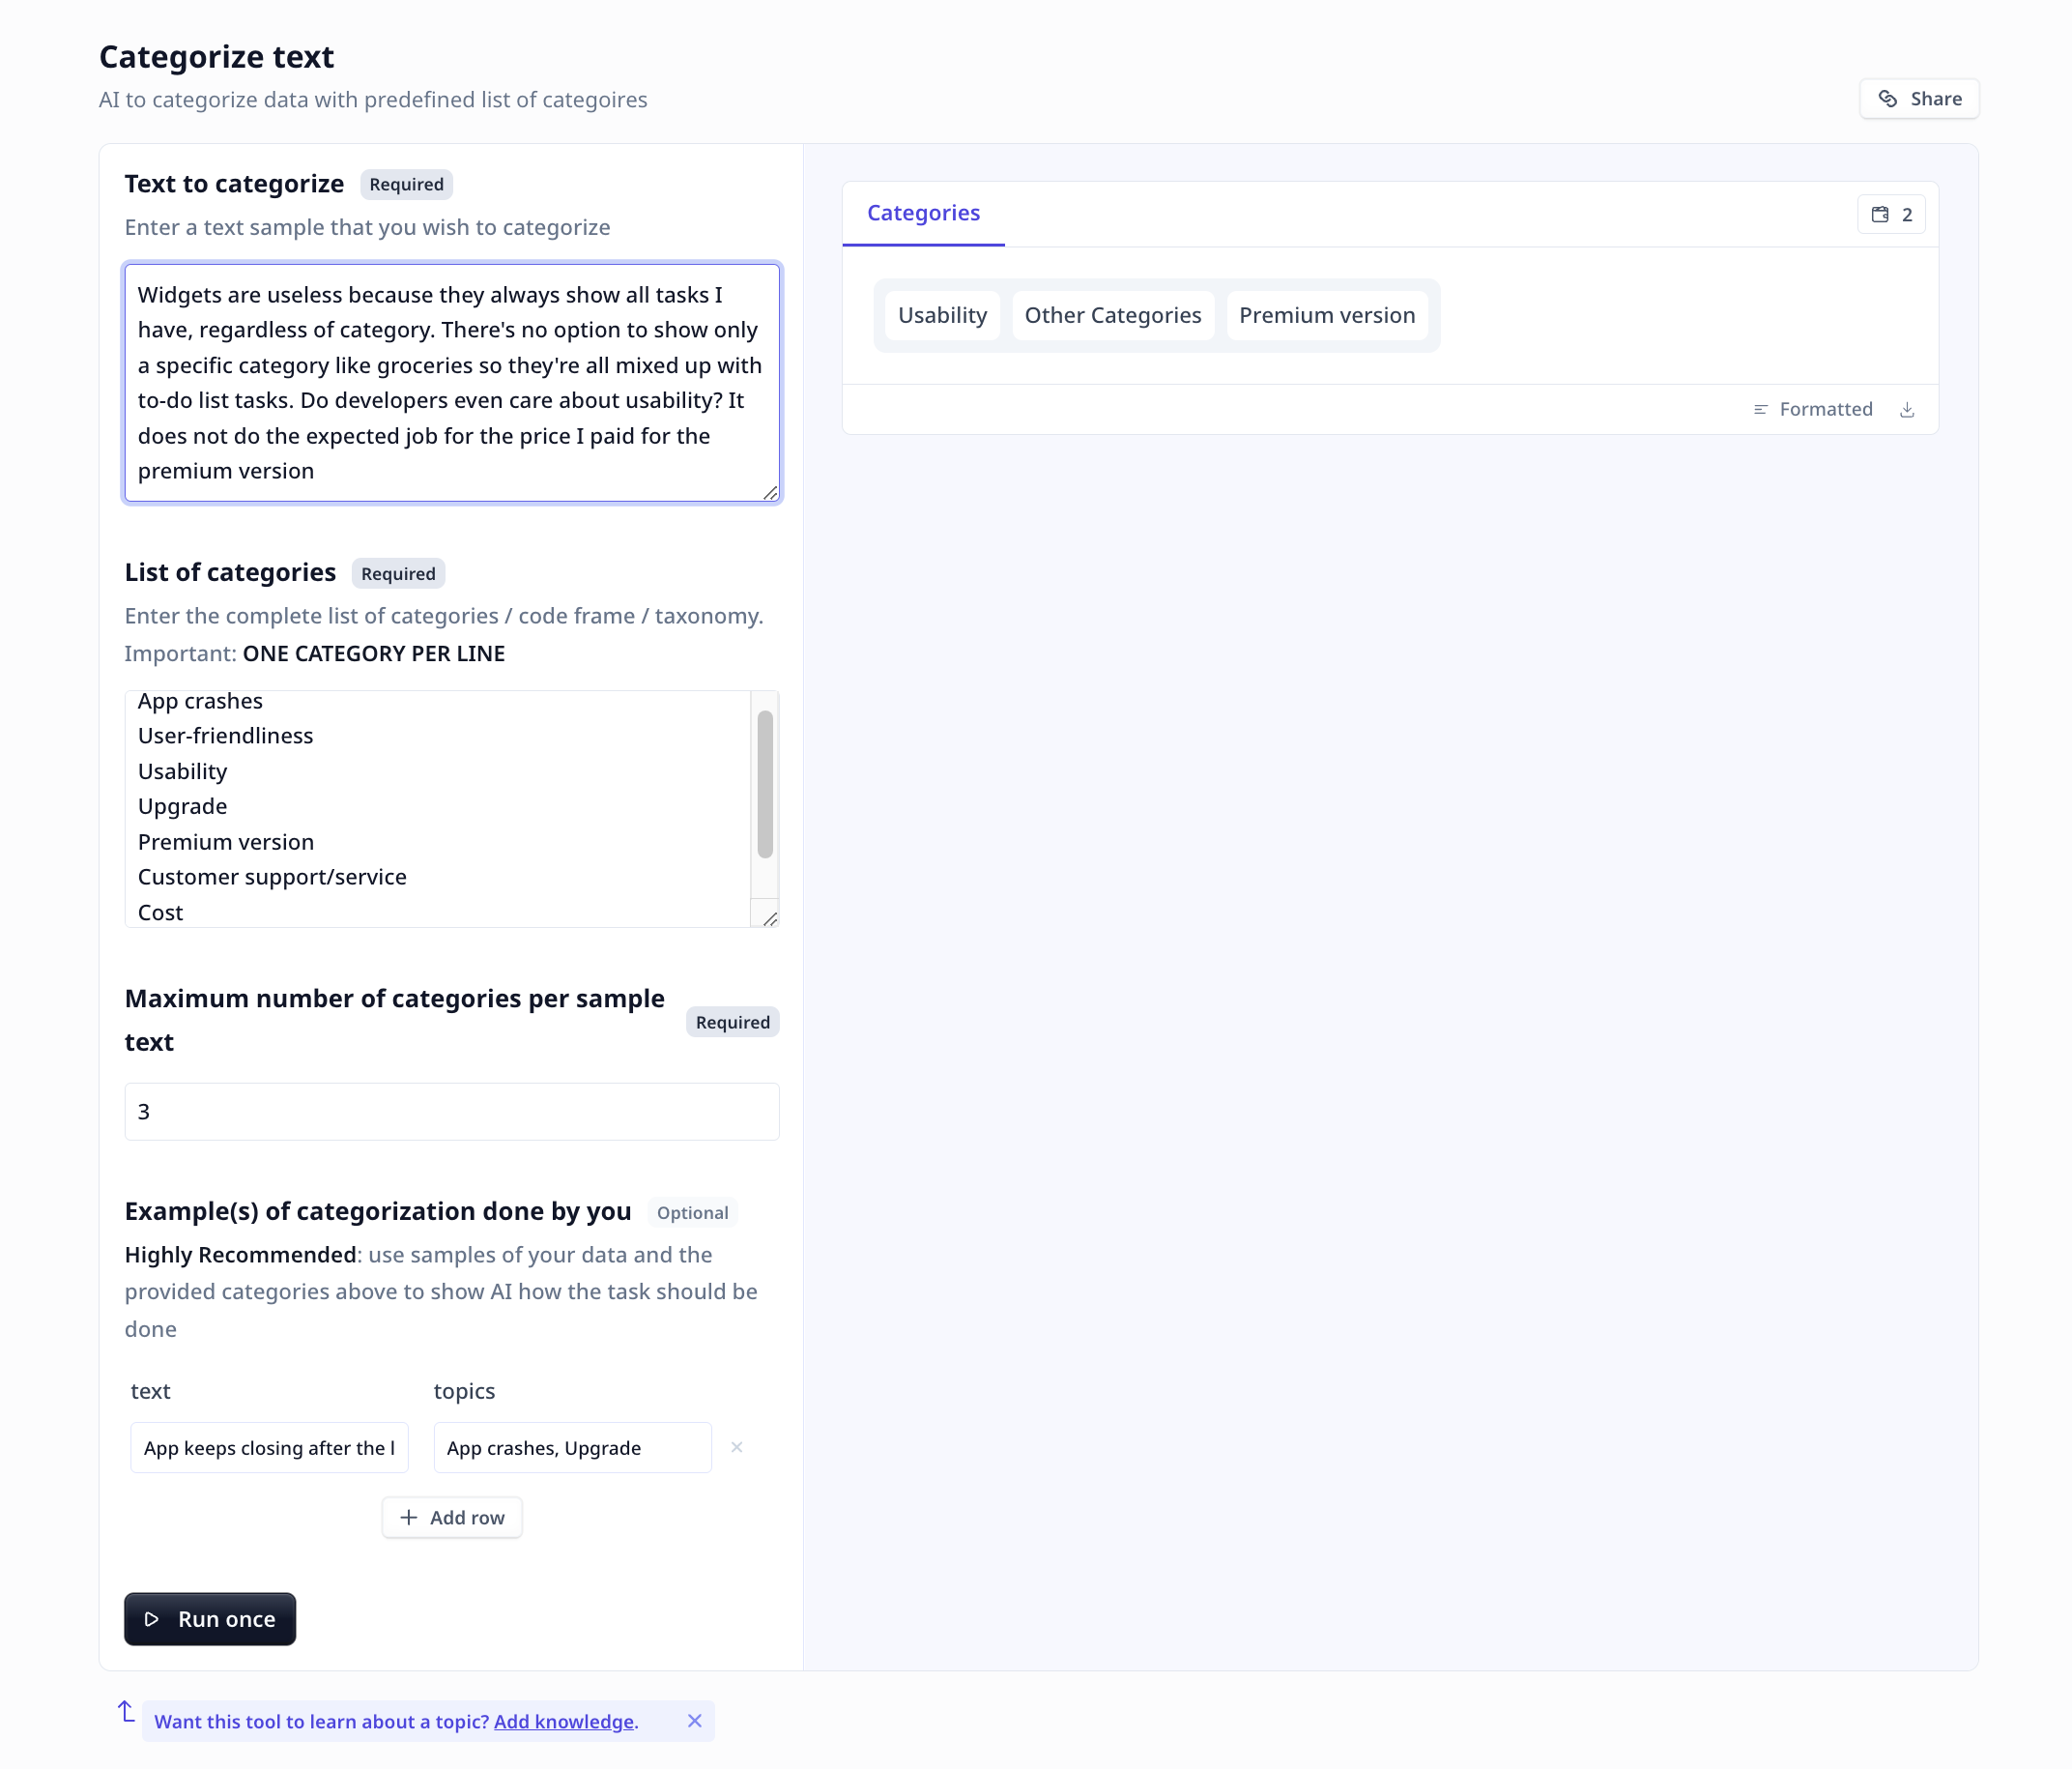 Categorize text
AI to categorize data with predefined list of categoires
Share
Text to categorize Required
Enter a text sample that you wish to categorize
Widgets are useless because they always show all tasks I
have, regardless of category. There's no option to show only
a specific category like groceries so they're all mixed up with
to-do list tasks. Do developers even care about usability? It
does not do the expected job for the price I paid for the
premium version
List of categories Required
Enter the complete list of categories / code frame / taxonomy.
Important: ONE CATEGORY PER LINE
App crashes
User-friendliness
Usability
Upgrade
Premium version
Customer support/service
Cost
Maximum number of categories per sample
text
Required
3
Example(s) of categorization done by you Optional
Highly Recommended: use samples of your data and the
provided categories above to show AI how the task should be
done
text topics
App keeps closing after the l App crashes, Upgrade
Add row
Run once
Want this tool to learn about a topic? Add knowledge.
Categories 2
Usability Other Categories Premium version
Formatted